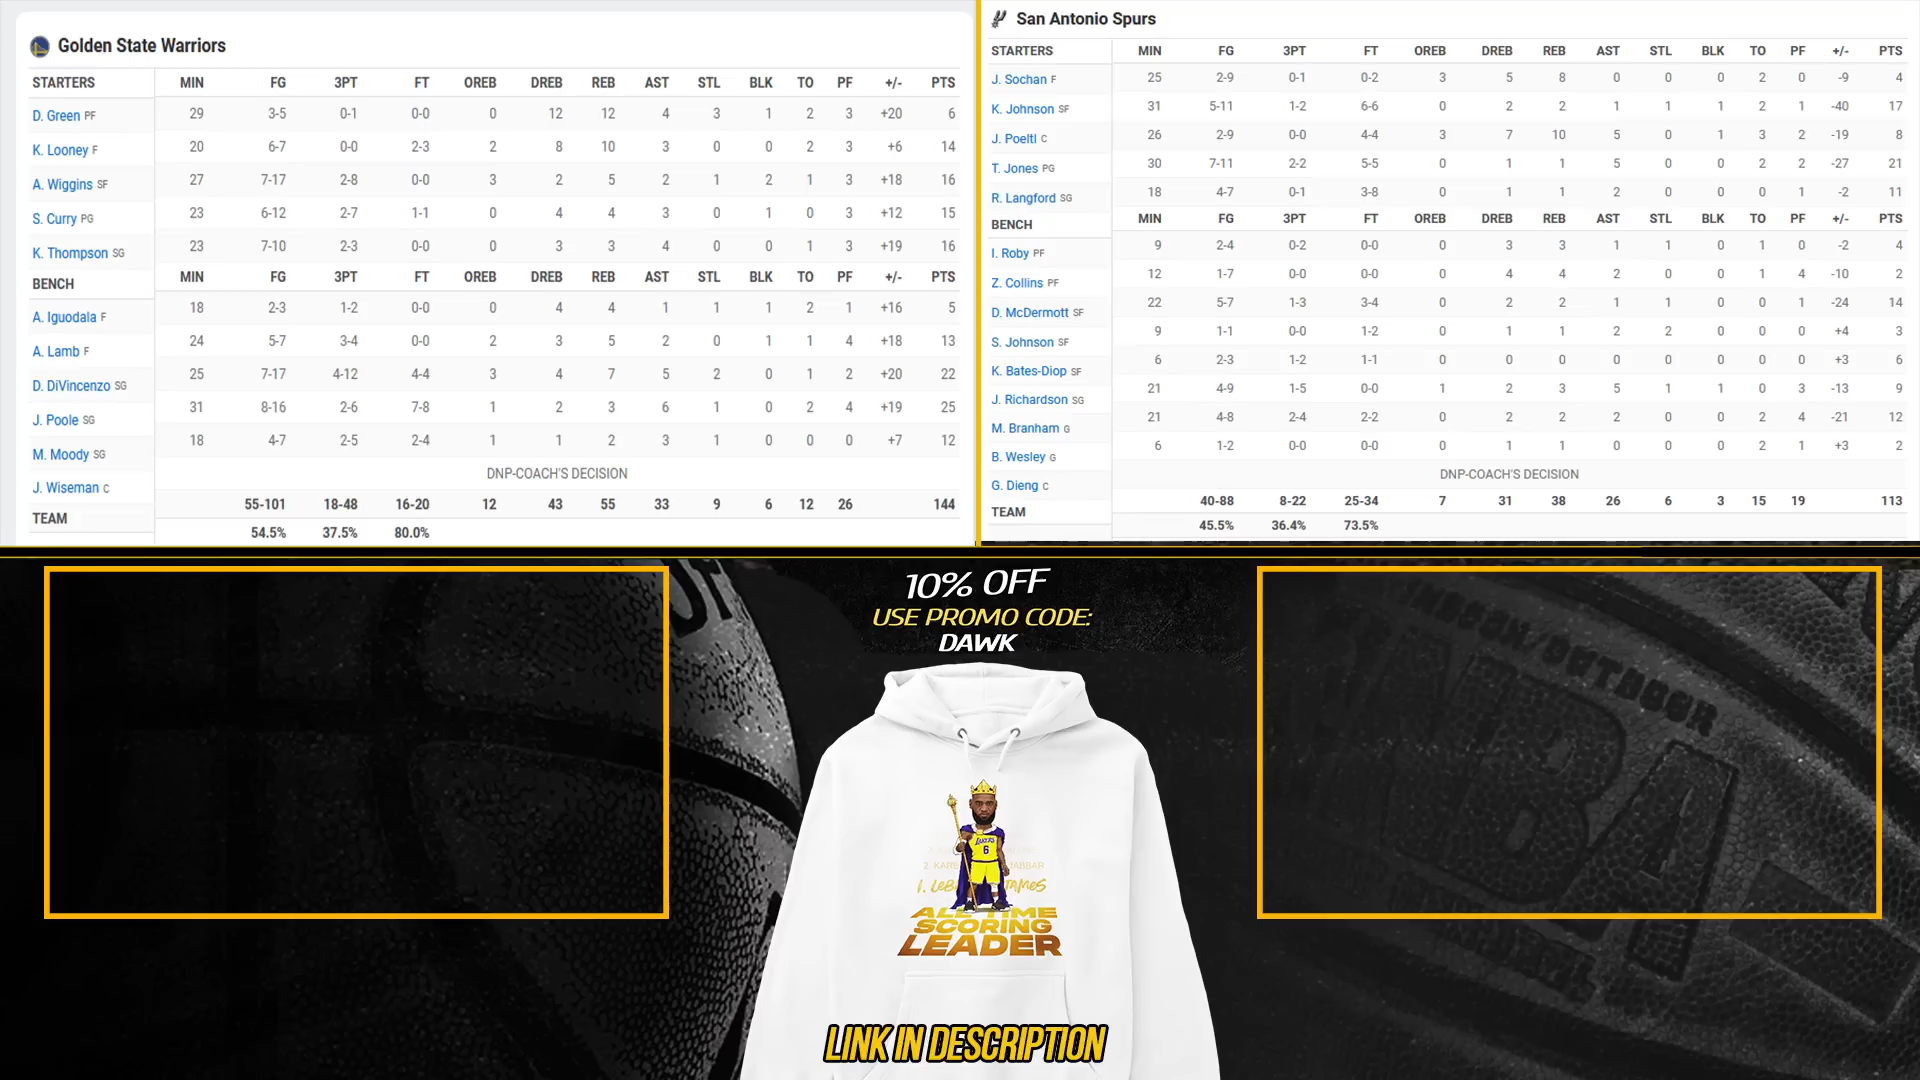 Golden State Warriors
STARTERS MIN FG 3PT FT OREB DREB REB AST STL BLK TO PF +/- PTS
D. Green PF 29 3-5 0-1 0-0 0 12 12 4 3 1 2 3 +20 6
K. Looney F 20 6-7 0-0 2-3 2 8 10 3 0 0 2 3 +6 14
A. Wiggins SF 27 7-17 2-8 0-0 3 2 5 2 1 2 1 3 +18 16
S. Curry PG 23 6-12 2-7 1-1 0 4 4 3 0 1 0 3 +12 15
K. Thompson SG 23 7-10 2-3 0-0 0 3 3 4 0 0 1 3 +19 16
BENCH MIN FG 3PT FT OREB DREB REB AST STL BLK TO PF +/- PTS
A. Iguodala F 18 2-3 1-2 0-0 0 4 4 1 1 1 2 1 +16 5
A. Lamb F 24 5-7 3-4 0-0 2 3 5 2 0 1 1 4 +18 13
D. DiVincenzo SG 25 7-17 4-12 4-4 3 4 7 5 2 0 1 2 +20 22
J. Poole SG 31 8-16 2-6 7-8 1 2 3 6 1 0 2 4 +19 25
M. Moody SG 18 4-7 2-5 2-4 1 1 2 3 1 0 0 0 +7 12
J. Wiseman C DNP-COACH'S DECISION
TEAM 55-101 18-48 16-20 12 43 55 33 9 6 12 26 144
54.5% 37.5% 80.0%
San Antonio Spurs
STARTERS MIN FG 3PT FT OREB DREB REB AST STL BLK TO PF +/- PTS
J. Sochan F 25 2-9 0-1 0-2 3 5 8 0 0 0 2 0 -9 4
K. Johnson SF 31 5-11 1-2 6-6 0 2 2 1 1 1 2 1 -40 17
J. Poeltl C 26 2-9 0-0 4-4 3 7 10 5 0 1 3 2 -19 8
T. Jones PG 30 7-11 2-2 5-5 0 1 1 5 0 0 2 2 -27 21
R. Langford SG 18 4-7 0-1 3-8 0 1 1 2 0 0 0 1 -2 11
BENCH MIN FG 3PT FT OREB DREB REB AST STL BLK TO PF +/- PTS
I. Roby PF 9 2-4 0-2 0-0 0 3 3 1 1 0 1 0 -2 4
Z. Collins PF 12 1-7 0-0 0-0 0 4 4 2 0 0 1 4 -10 2
D. McDermott SF 22 5-7 1-3 3-4 0 2 2 1 1 0 0 1 -24 14
S. Johnson SF 9 1-1 0-0 1-2 0 1 1 2 2 0 0 0 +4 3
K. Bates-Diop SF 6 2-3 1-2 1-1 0 0 0 0 0 0 0 0 +3 6
J. Richardson SG 21 4-9 1-5 0-0 1 2 3 5 1 1 0 3 -13 9
M. Branham G 21 4-8 2-4 2-2 0 2 2 2 0 0 2 4 -21 12
B. Wesley G 6 1-2 0-0 0-0 0 1 1 0 0 0 2 1 +3 2
G. Dieng C DNP-COACH'S DECISION
TEAM 40-88 8-22 25-34 7 31 38 26 6 3 15 19 113
45.5% 36.4% 73.5%
10% OFF
USE PROMO CODE:
DAWK
LAKERS
6
ALL TIME
SCORING
LEADER
LINK IN DESCRIPTION